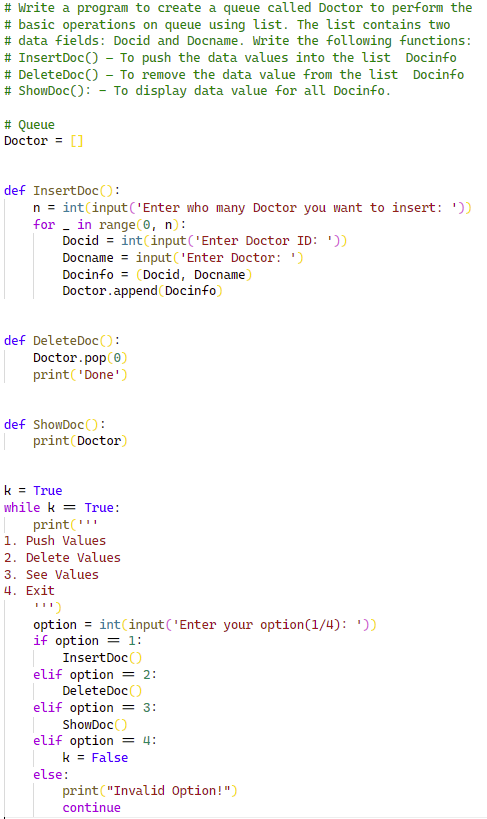 # Write a program to create a queue called Doctor to perform the
# basic operations on queue using list. The list contains two
# data fields: Docid and Docname. Write the following functions:
# InsertDoc() – To push the data values into the list  Docinfo
# DeleteDoc() – To remove the data value from the list  Docinfo
# ShowDoc(): – To display data value for all Docinfo.

# Queue
Doctor = []


def InsertDoc():
    n = int(input('Enter who many Doctor you want to insert: '))
    for _ in range(0, n):
        Docid = int(input('Enter Doctor ID: '))
        Docname = input('Enter Doctor: ')
        Docinfo = (Docid, Docname)
        Doctor.append(Docinfo)


def DeleteDoc():
    Doctor.pop(0)
    print('Done')


def ShowDoc():
    print(Doctor)


k = True
while k == True:
    print('''
1. Push Values
2. Delete Values
3. See Values
4. Exit
    ''')
    option = int(input('Enter your option(1/4): '))
    if option == 1:
        InsertDoc()
    elif option == 2:
        DeleteDoc()
    elif option == 3:
        ShowDoc()
    elif option == 4:
        k = False
    else:
        print("Invalid Option!")
        continue